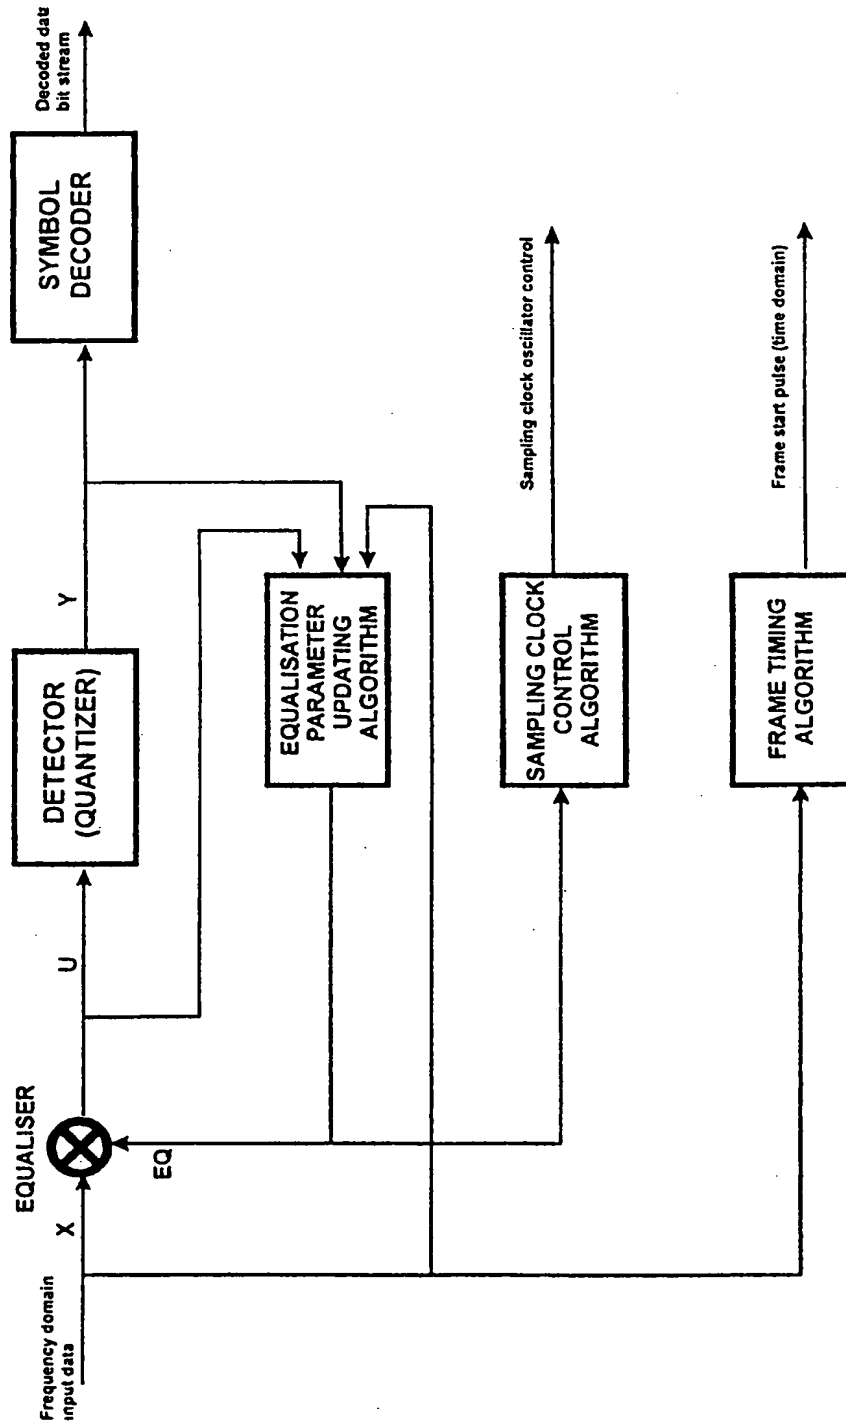 Frequency domain
input data
X
EQUALISER
EQ
U
DETECTOR
(QUANTIZER)
Y
SYMBOL
DECODER
Decoded data
bit stream
EQUALISATION
PARAMETER
UPDATING
ALGORITHM
SAMPLING CLOCK
CONTROL
ALGORITHM
Sampling clock oscillator control
FRAME TIMING
ALGORITHM
Frame start pulse (time domain)